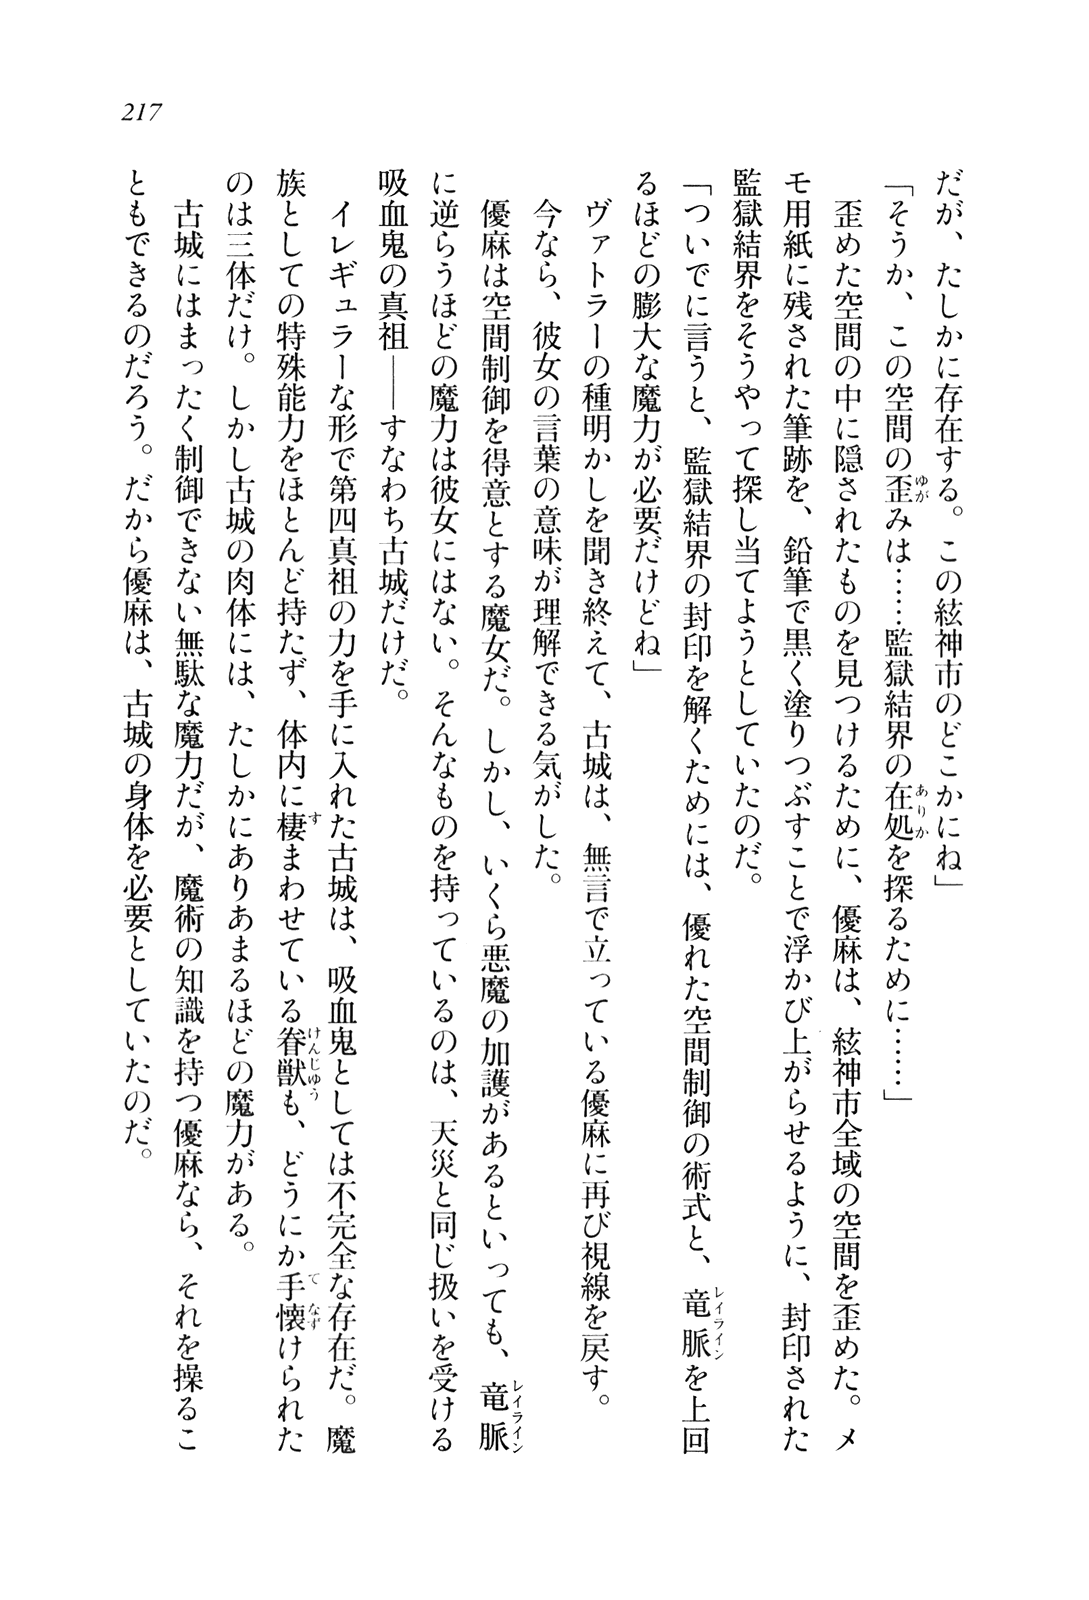 217
だが、たしかに存在する。この絃神市のどこかにね」
「そうか、この空間の歪みは……監獄結界の在処を探るために……」
歪めた空間の中に隠されたものを見つけるために、優麻は、絃神市全域の空間を歪めた。メ
モ用紙に残された筆跡を、鉛筆で黒く塗りつぶすことで浮かび上がらせるように、封印された
監獄結界をそうやって探し当てようとしていたのだ。
「ついでに言うと、監獄結界の封印を解くためには、優れた空間制御の術式と、竜脈を上回
るほどの膨大な魔力が必要だけどね」
ヴァトラーの種明かしを聞き終えて、古城は、無言で立っている優麻に再び視線を戻す。
今なら、彼女の言葉の意味が理解できる気がした。
優麻は空間制御を得意とする魔女だ。しかし、いくら悪魔の加護があるといっても、竜脈
に逆らうほどの魔力は彼女にはない。そんなものを持っているのは、天災と同じ扱いを受ける
吸血鬼の真祖――すなわち古城だけだ。
イレギュラーな形で第四真祖の力を手に入れた古城は、吸血鬼としては不完全な存在だ。魔
族としての特殊能力をほとんど持たず、体内に棲まわせている眷獣も、どうにか手懐けられた
のは三体だけ。しかし古城の肉体には、たしかにありあまるほどの魔力がある。
古城にはまったく制御できない無駄な魔力だが、魔術の知識を持つ優麻なら、それを操るこ
ともできるのだろう。だから優麻は、古城の身体を必要としていたのだ。